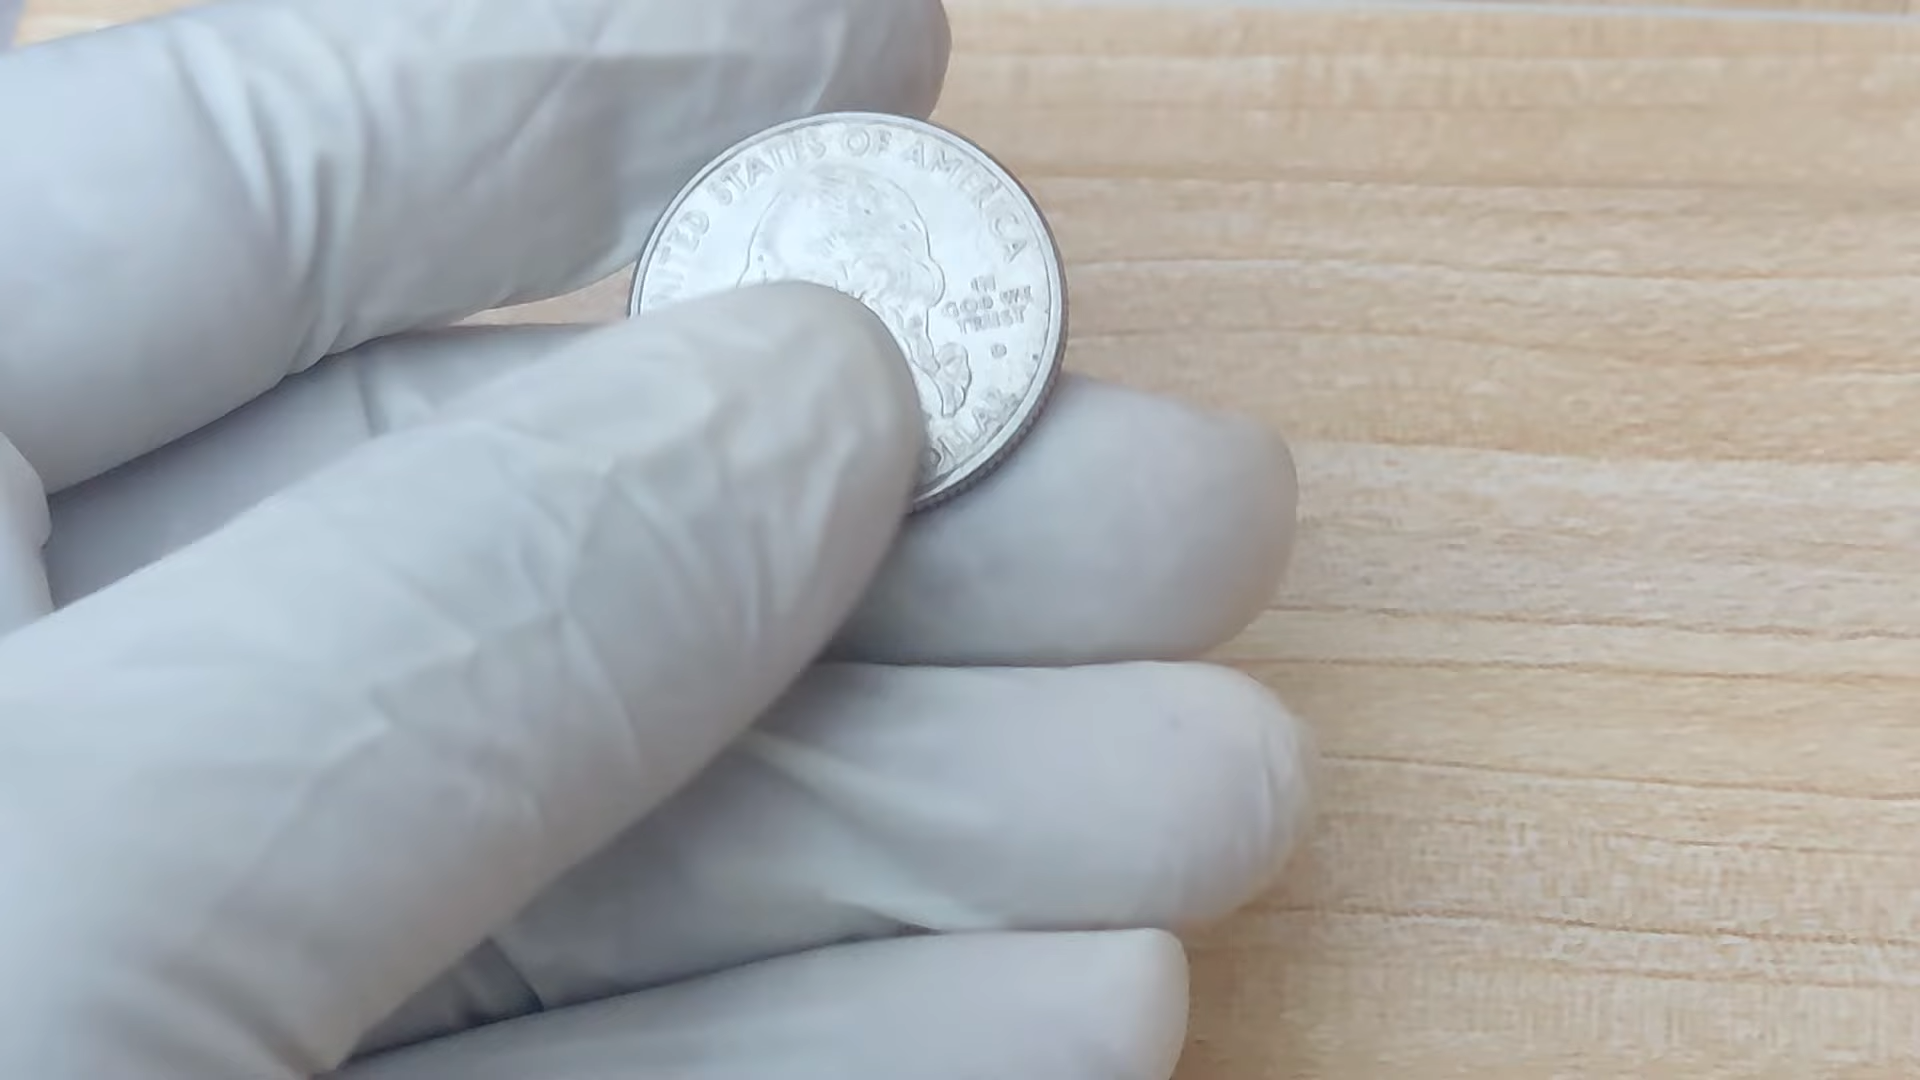 UNITED STATES OF AMERICA
IN
GOD WE
TRUST